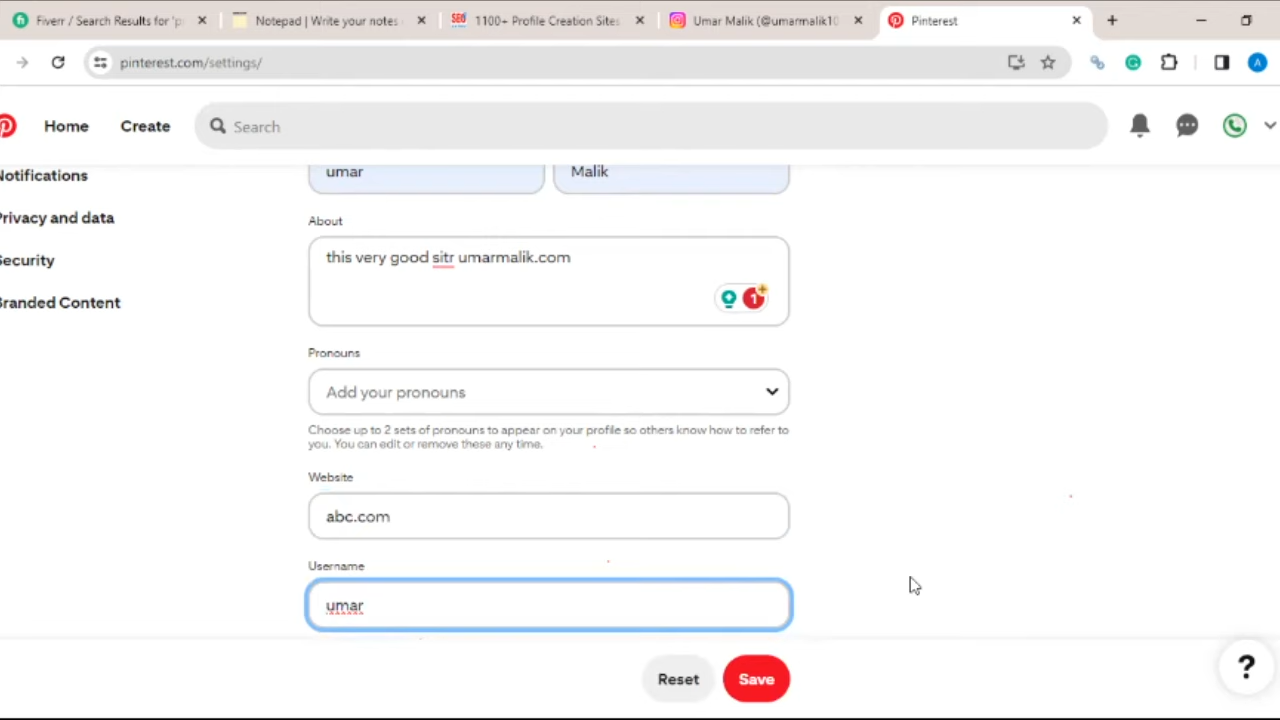 Fiverr / Search Results for 'p
Notepad | Write your notes
SEO 1100+ Profile Creation Sites
Umar Malik (@umarmalik10
Pinterest
pinterest.com/settings/
A
Home
Create
Search
Notifications
Privacy and data
Security
Branded Content
umar
Malik
About
this very good sitr umarmalik.com
1
Pronouns
Add your pronouns
Choose up to 2 sets of pronouns to appear on your profile so others know how to refer to
you. You can edit or remove these any time.
Website
abc.com
Username
umar
Reset
Save
?